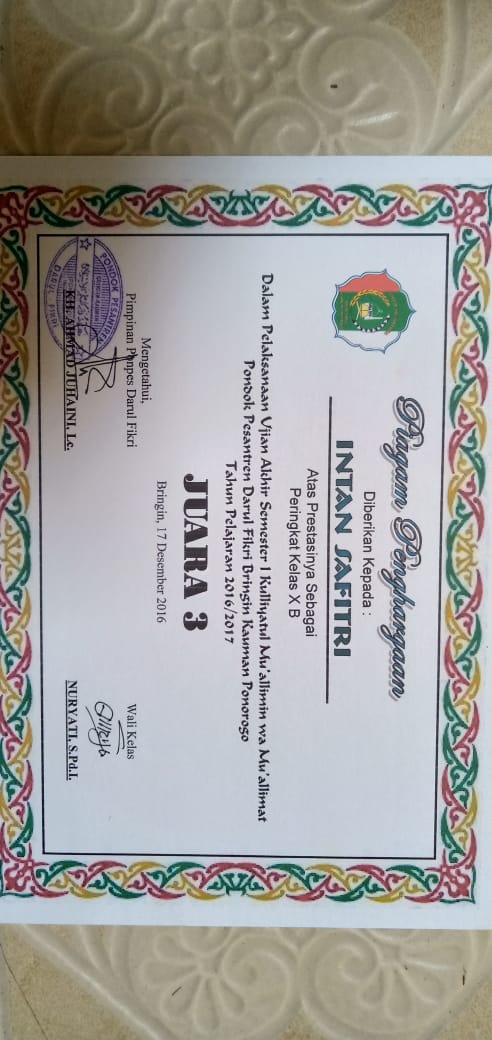 Piagam Penghargaan
Diberikan Kepada :
INTAN SAFITRI
Atas Prestasinya Sebagai
Peringkat Kelas X B
Dalam Pelaksanaan Ujian Akhir Semester I Kulliyatul Mu'allimin wa Mu'allimat
Pondok Pesantren Darul Fikri Bringin Kauman Ponorogo
Tahun Pelajaran 2016/2017
JUARA 3
Bringin, 17 Desember 2016
Mengetahui,
Pimpinan Ponpes Darul Fikri
PONDOK PESANTREN
DARUL FIKRI
KH. AHMAD JUHAINI, Lc.
Wali Kelas
NURYATI, S.Pd.I.